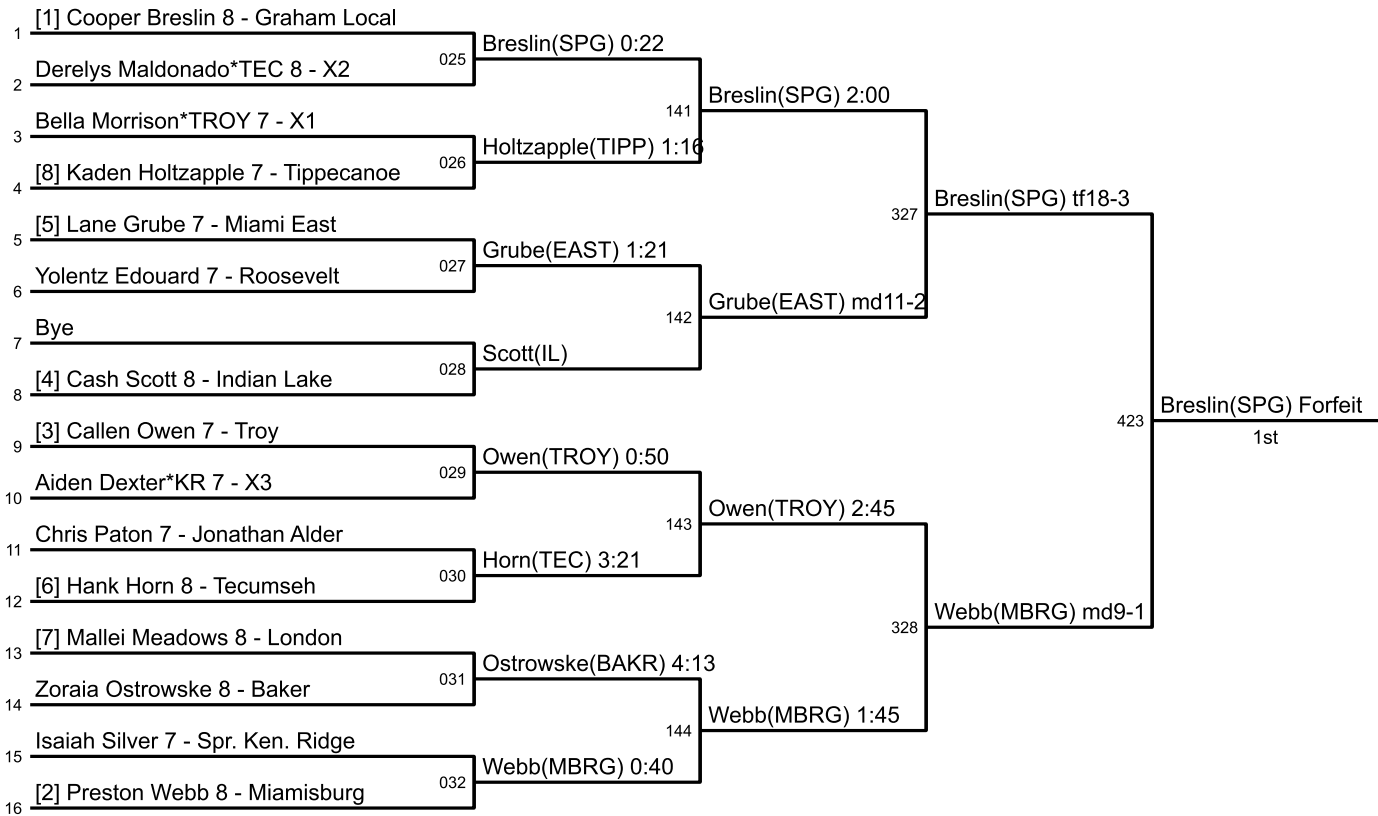 [1] Cooper Breslin 8 - Graham Local
1
Breslin(SPG) 0:22
025
Derelys Maldonado*TEC 8 - X2
2
Breslin(SPG) 2:00
141
Bella Morrison*TROY 7 - X1
3
Holtzapple(TIPP) 1:16
026
[8] Kaden Holtzapple 7 - Tippecanoe
4
Breslin(SPG) tf18-3
327
[5] Lane Grube 7 - Miami East
5
Grube(EAST) 1:21
027
Yolentz Edouard 7 - Roosevelt
6
Grube(EAST) md11-2
142
Bye
7
Scott(IL)
028
[4] Cash Scott 8 - Indian Lake
8
Breslin(SPG) Forfeit
423
1st
[3] Callen Owen 7 - Troy
9
Owen(TROY) 0:50
029
Aiden Dexter*KR 7 - X3
10
Owen(TROY) 2:45
143
Chris Paton 7 - Jonathan Alder
11
Horn(TEC) 3:21
030
[6] Hank Horn 8 - Tecumseh
12
Webb(MBRG) md9-1
328
[7] Mallei Meadows 8 - London
13
Ostrowske(BAKR) 4:13
031
Zoraia Ostrowske 8 - Baker
14
Webb(MBRG) 1:45
144
Isaiah Silver 7 - Spr. Ken. Ridge
15
Webb(MBRG) 0:40
032
[2] Preston Webb 8 - Miamisburg
16